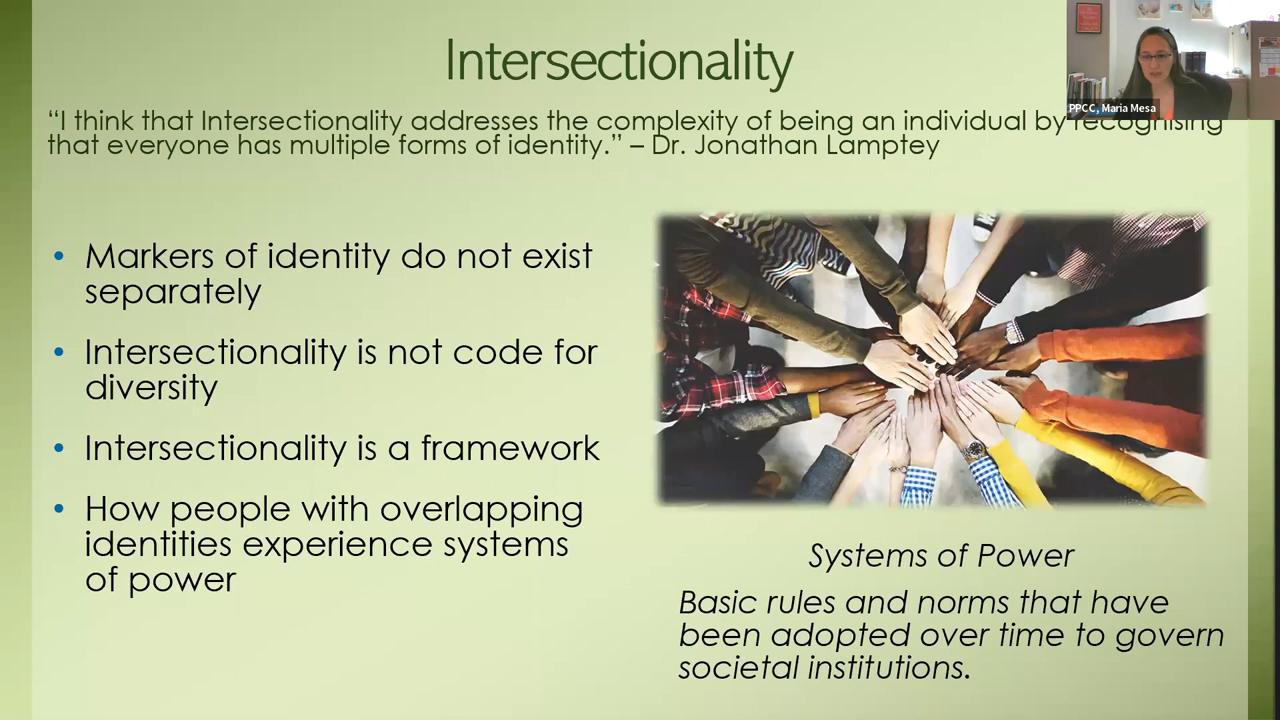 Intersectionality
PPCC, Maria Mesa
“I think that Intersectionality addresses the complexity of being an individual by recognising
that everyone has multiple forms of identity.” – Dr. Jonathan Lamptey
• Markers of identity do not exist
separately
• Intersectionality is not code for
diversity
• Intersectionality is a framework
• How people with overlapping
identities experience systems
of power
Systems of Power
Basic rules and norms that have
been adopted over time to govern
societal institutions.